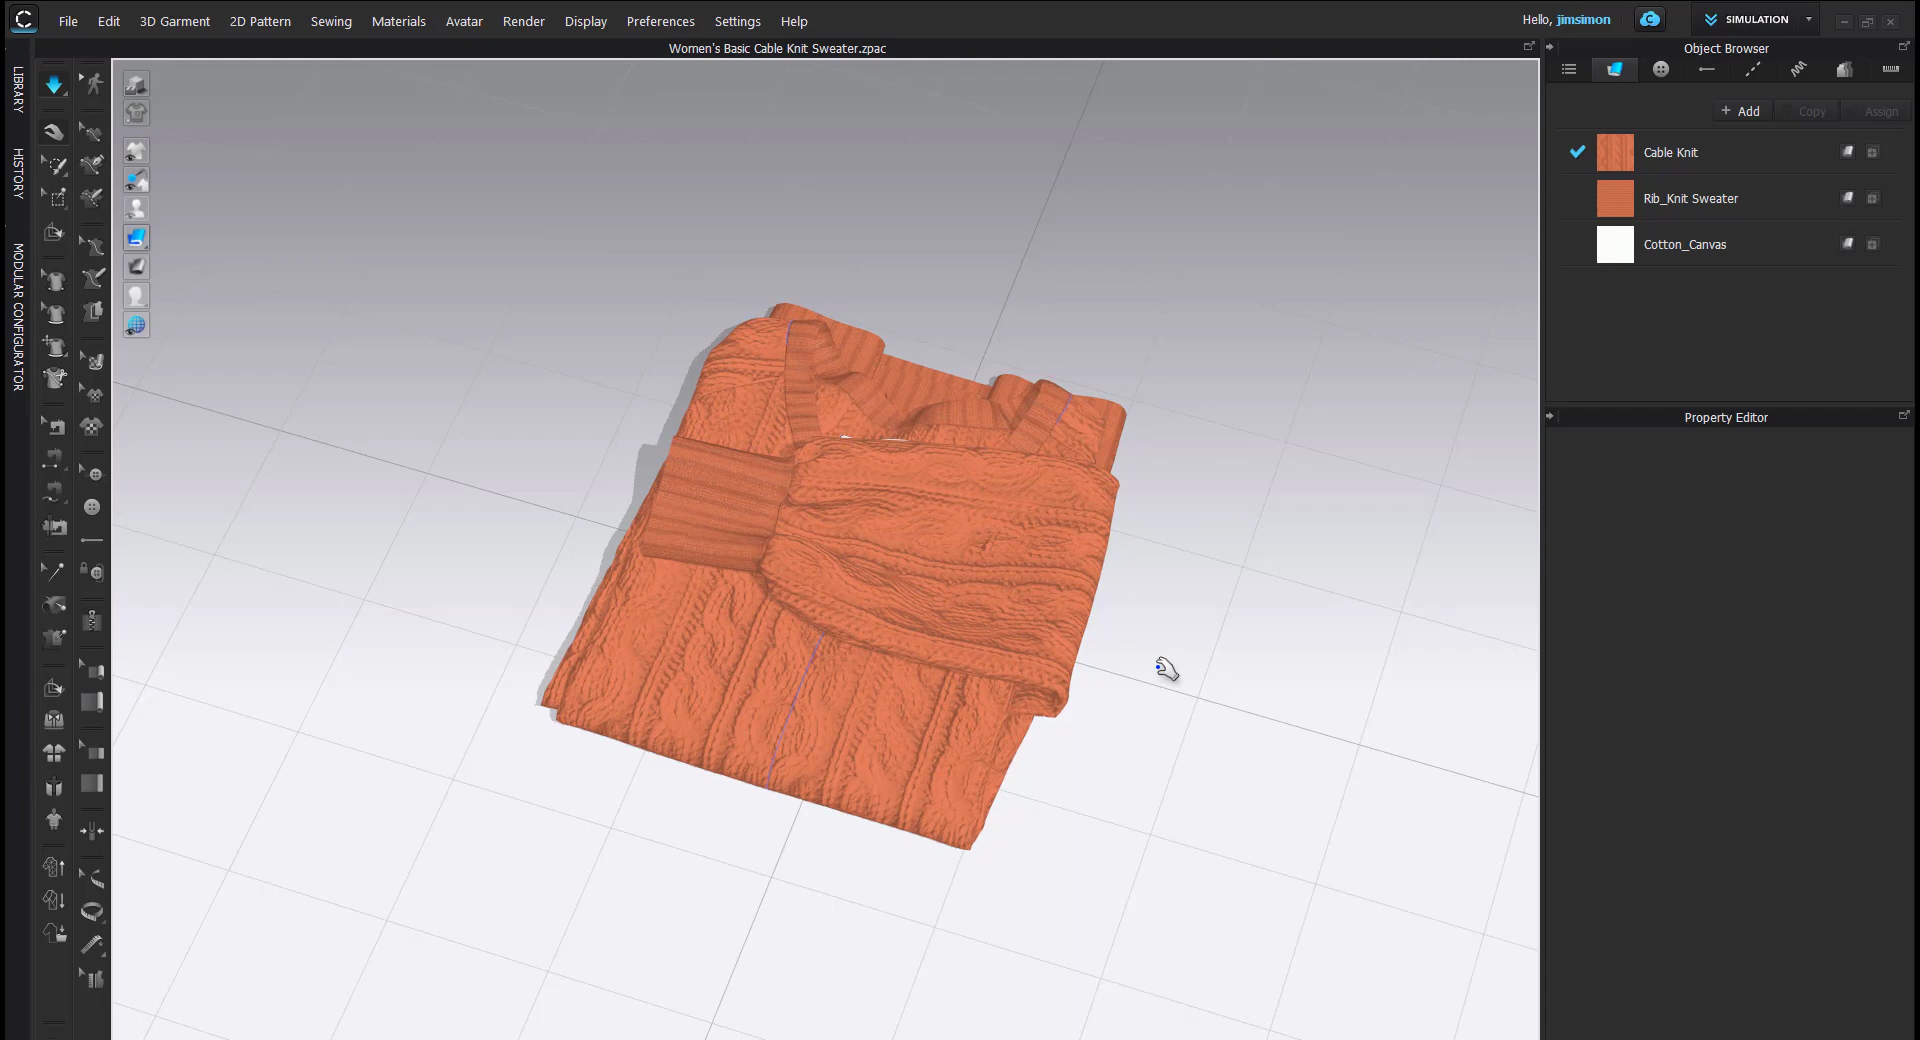 File Edit 3D Garment 2D Pattern Sewing Materials Avatar Render Display Preferences Settings Help
Hello, jimsimon
SIMULATION
Women's Basic Cable Knit Sweater.zpac
Object Browser
LIBRARY
HISTORY
MODULAR CONFIGURATOR
+ Add Copy Assign
Cable Knit
Rib_Knit Sweater
Cotton_Canvas
Property Editor